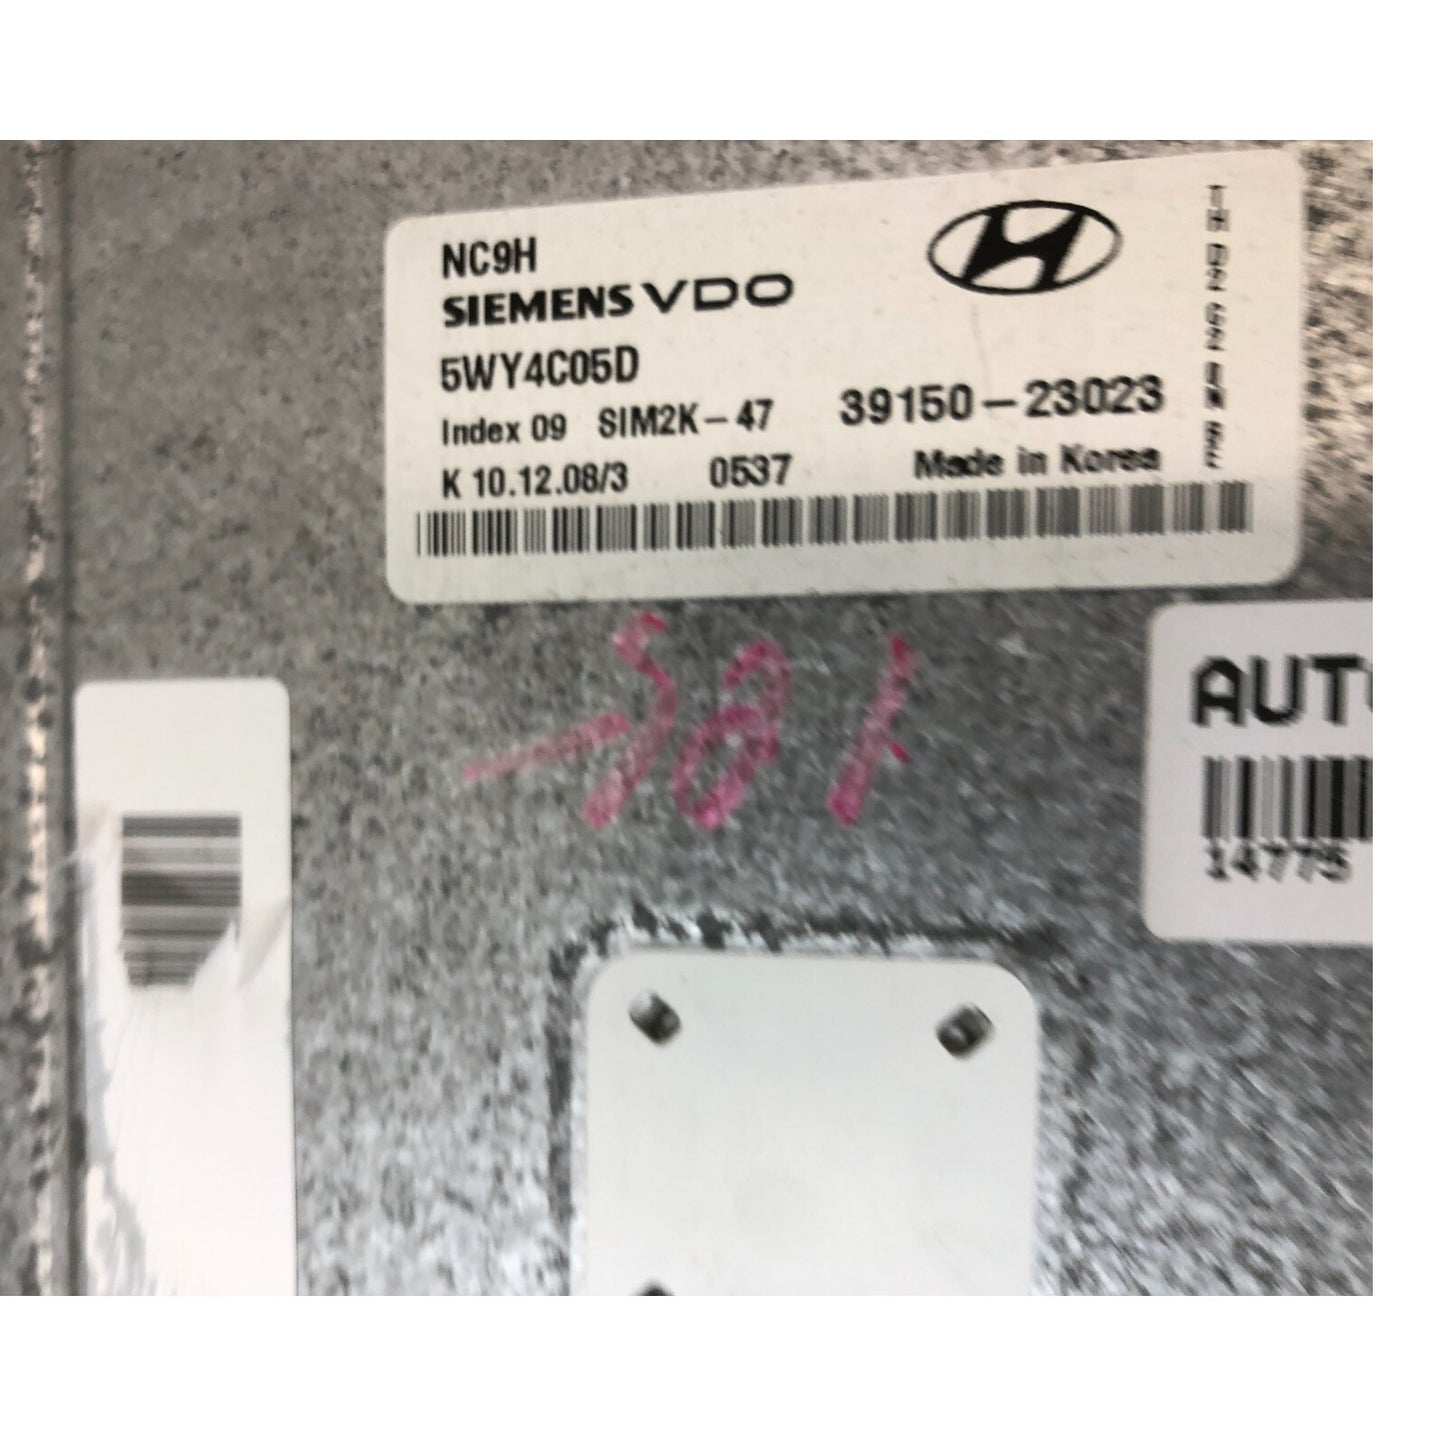 NC9H
SIEMENS VDO
5WY4C05D
Index 09 SIM2K-47 39150-23023
K 10.12.08/3 0537 Made in Korea
581
14775